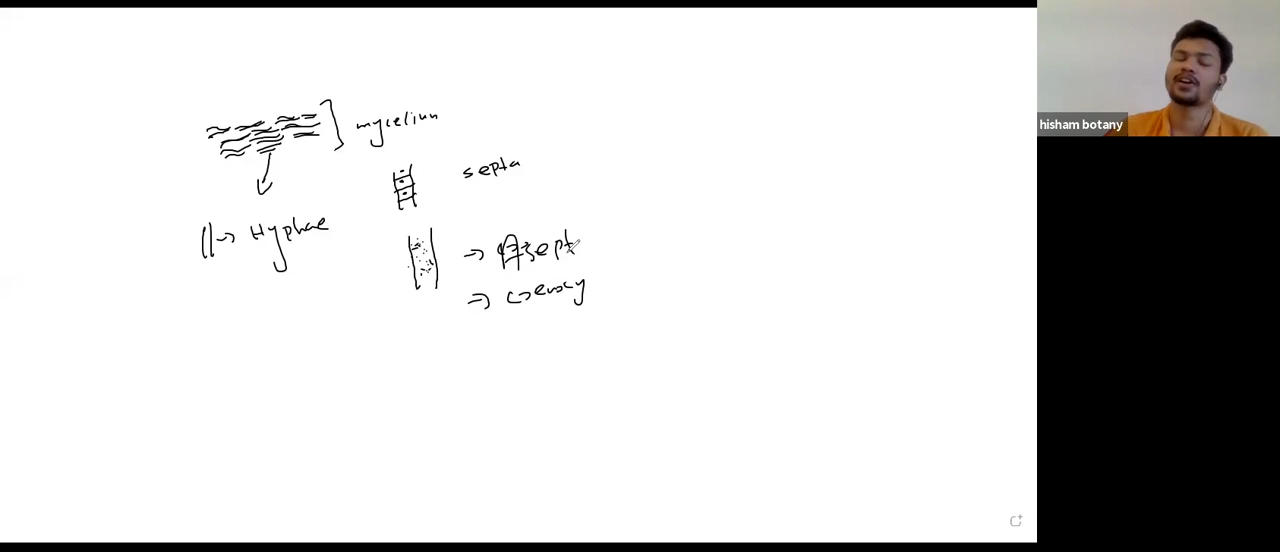 mycelium
septa
|| → Hyphae
→ Asept
⇒ coenocy
hisham botany